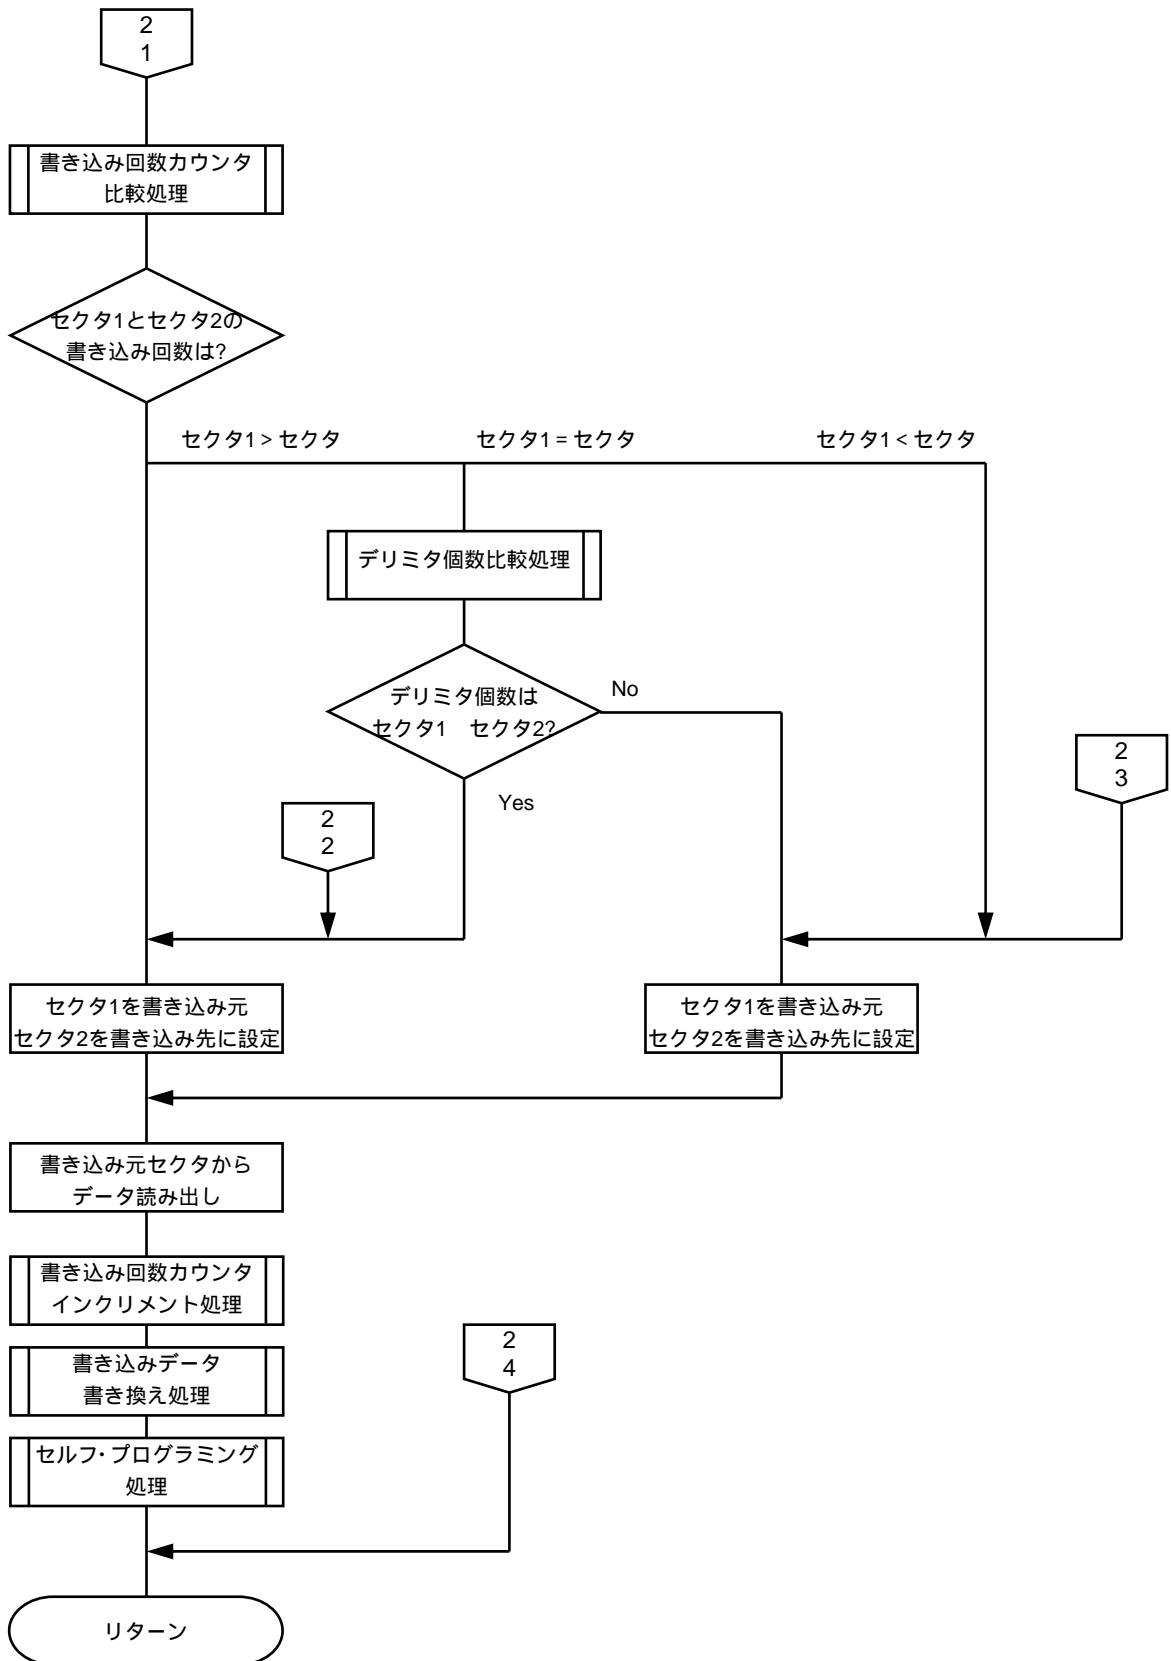 2
1
書き込み回数カウンタ
比較処理
セクタ1とセクタ2の
書き込み回数は?
セクタ1 > セクタ
セクタ1 = セクタ
セクタ1 < セクタ
デリミタ個数比較処理
デリミタ個数は
セクタ1 セクタ2?
No
Yes
2
3
2
2
セクタ1を書き込み元
セクタ2を書き込み先に設定
セクタ1を書き込み元
セクタ2を書き込み先に設定
書き込み元セクタから
データ読み出し
書き込み回数カウンタ
インクリメント処理
書き込みデータ
書き換え処理
2
4
セルフ・プログラミング
処理
リターン